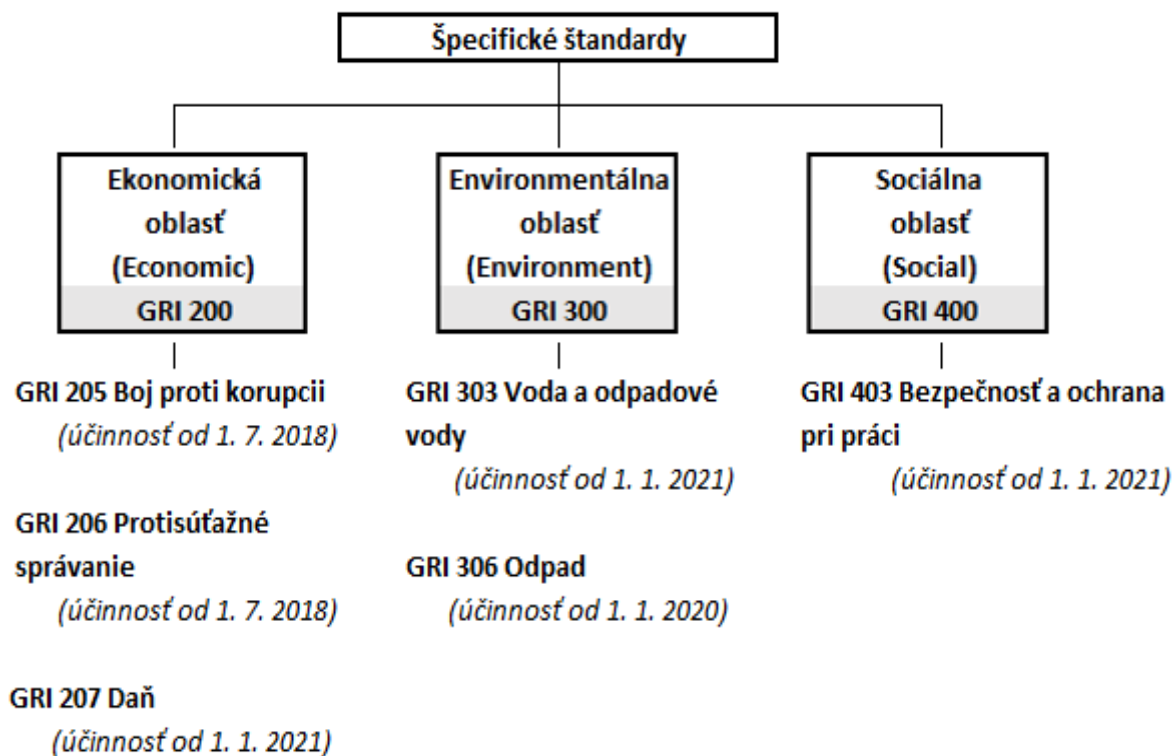 Špecifické štandardy
Ekonomická
oblasť
(Economic)
GRI 200
Environmentálna
oblasť
(Environment)
GRI 300
Sociálna
oblasť
(Social)
GRI 400
GRI 205 Boj proti korupcii
(účinnosť od 1. 7. 2018)
GRI 206 Protisúťažné
správanie
(účinnosť od 1. 7. 2018)
GRI 207 Daň
(účinnosť od 1. 1. 2021)
GRI 303 Voda a odpadové
vody
(účinnosť od 1. 1. 2021)
GRI 306 Odpad
(účinnosť od 1. 1. 2020)
GRI 403 Bezpečnosť a ochrana
pri práci
(účinnosť od 1. 1. 2021)